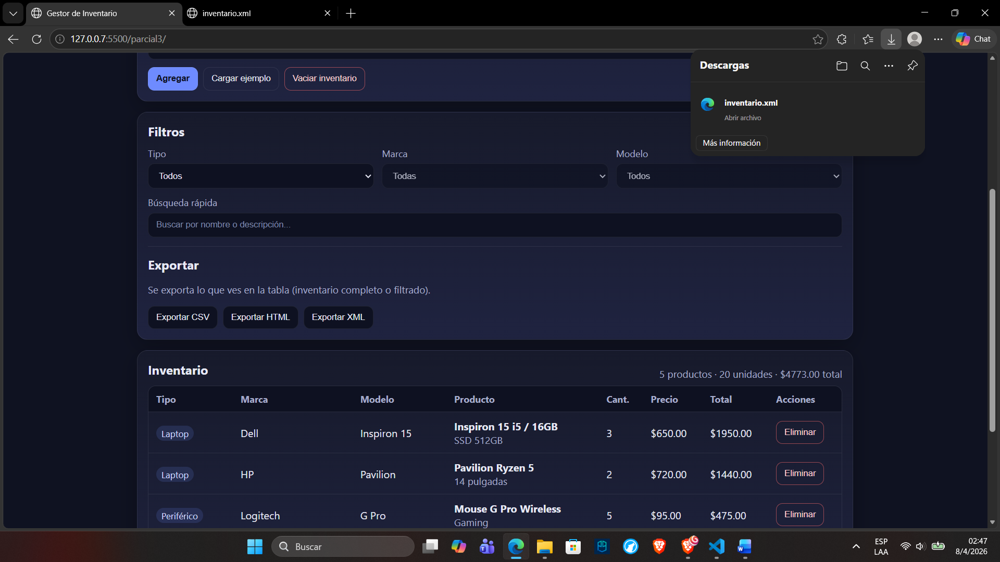 Gestor de Inventario
inventario.xml
127.0.0.7:5500/parcial3/
Chat
Descargas
inventario.xml
Abrir archivo
Más información
Agregar
Cargar ejemplo
Vaciar inventario
Filtros
Tipo
Marca
Modelo
Todos
Todas
Todos
Búsqueda rápida
Buscar por nombre o descripción...
Exportar
Se exporta lo que ves en la tabla (inventario completo o filtrado).
Exportar CSV
Exportar HTML
Exportar XML
Inventario
5 productos · 20 unidades · $4773.00 total
Tipo Marca Modelo Producto Cant. Precio Total Acciones
Laptop Dell Inspiron 15 Inspiron 15 i5 / 16GB 3 $650.00 $1950.00 Eliminar
SSD 512GB
Laptop HP Pavilion Pavilion Ryzen 5 2 $720.00 $1440.00 Eliminar
14 pulgadas
Periférico Logitech G Pro Mouse G Pro Wireless 5 $95.00 $475.00 Eliminar
Gaming
Buscar
ESP
LAA
02:47
8/4/2026